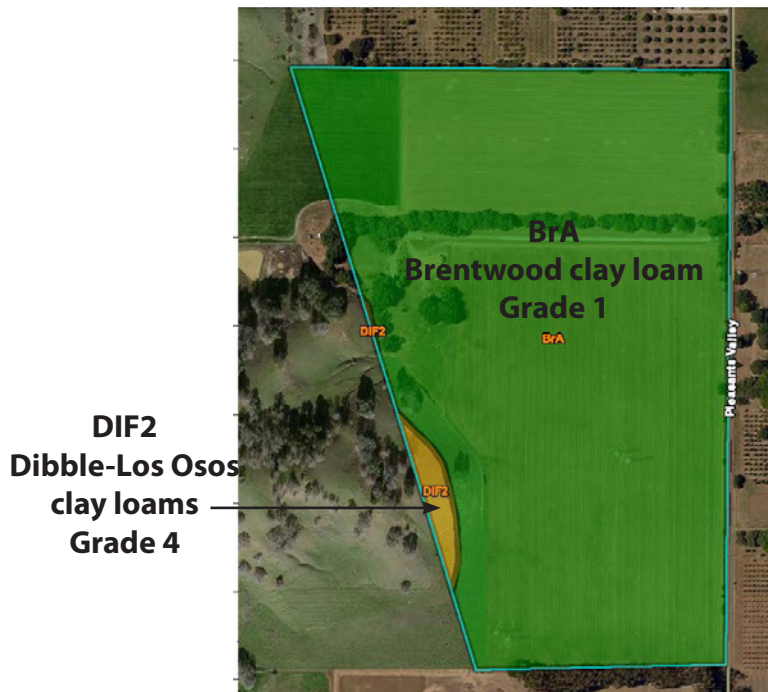 BrA
Brentwood clay loam
Grade 1
DIF2
BrA
Pleasants Valley
DIF2
Dibble-Los Osos
clay loams
Grade 4
DIF2